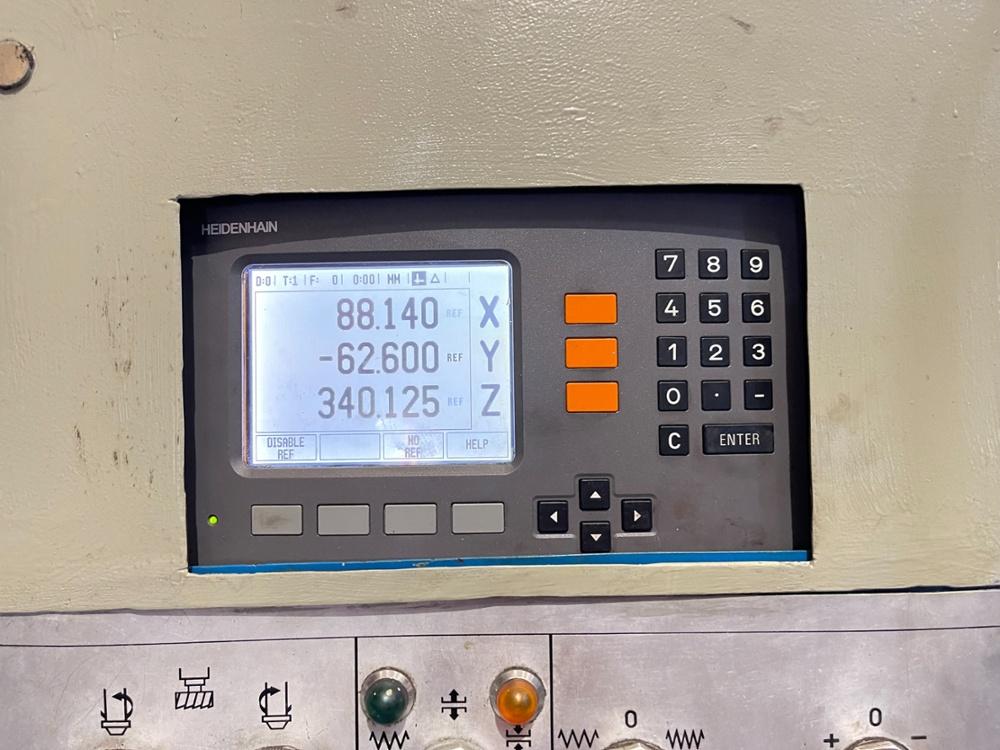 HEIDENHAIN
D:0 T:1 F: 0 0:00 MM
88.140 REF X
-62.600 REF Y
340.125 REF Z
DISABLE REF NO REF HELP
7 8 9
4 5 6
1 2 3
0 . -
C ENTER
0 0
+ -